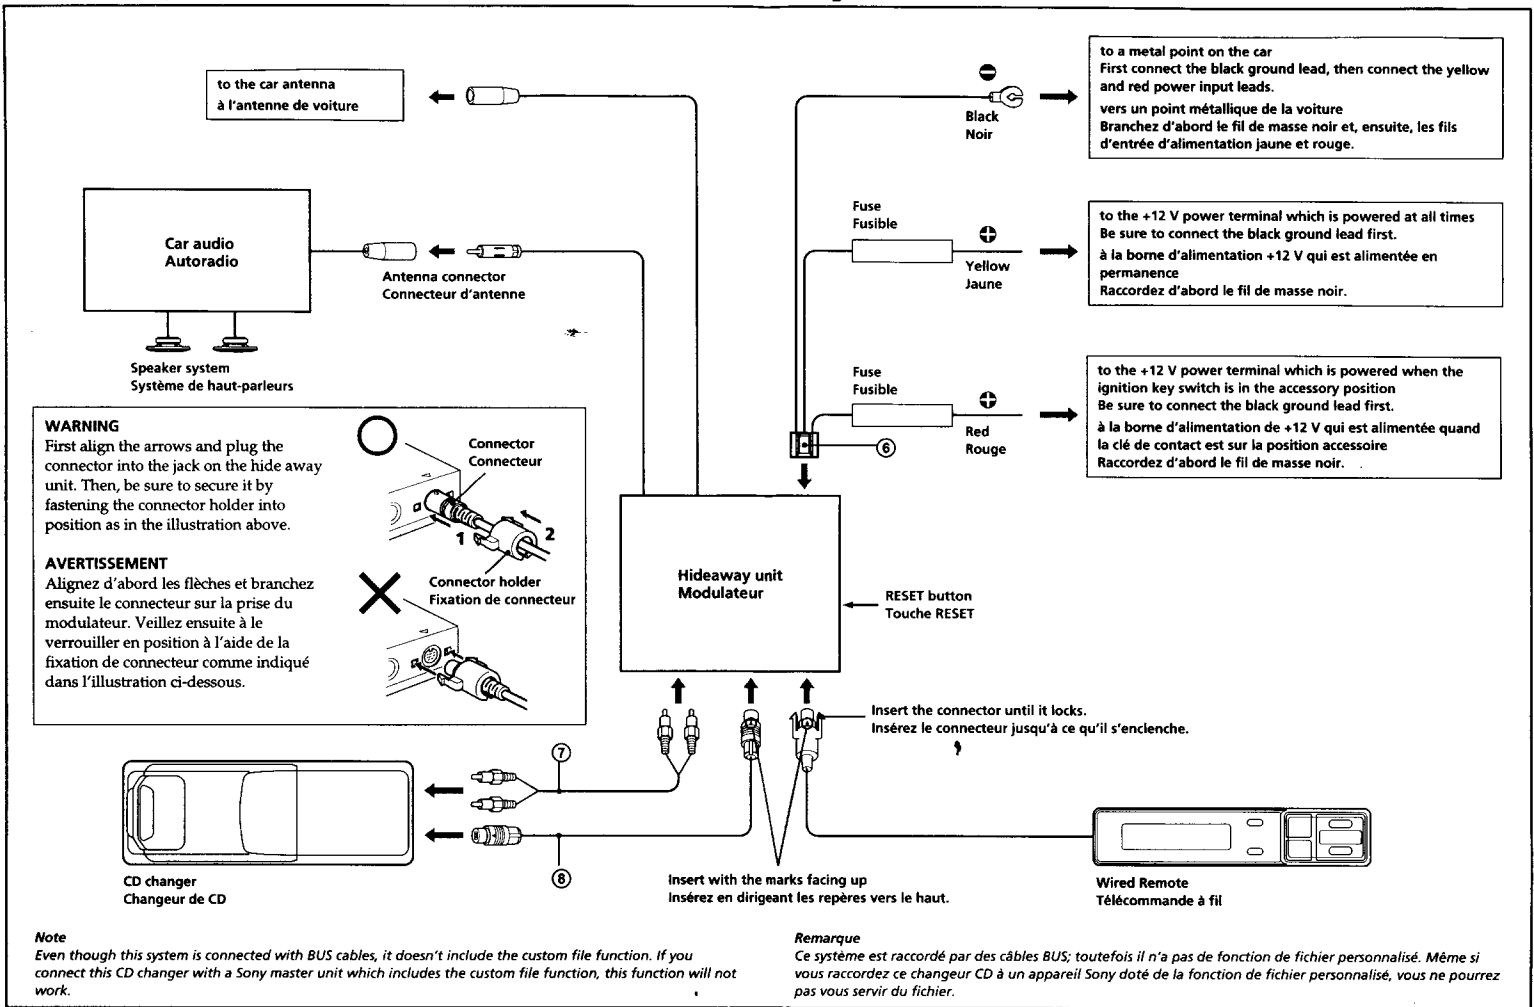 to the car antenna
à l'antenne de voiture
Black
Noir
to a metal point on the car
First connect the black ground lead, then connect the yellow
and red power input leads.
vers un point métallique de la voiture
Branchez d'abord le fil de masse noir et, ensuite, les fils
d'entrée d'alimentation jaune et rouge.
Car audio
Autoradio
Antenna connector
Connecteur d'antenne
Speaker system
Système de haut-parleurs
Fuse
Fusible
Yellow
Jaune
to the +12 V power terminal which is powered at all times
Be sure to connect the black ground lead first.
à la borne d'alimentation +12 V qui est alimentée en
permanence
Raccordez d'abord le fil de masse noir.
Fuse
Fusible
Red
Rouge
6
to the +12 V power terminal which is powered when the
ignition key switch is in the accessory position
Be sure to connect the black ground lead first.
à la borne d'alimentation de +12 V qui est alimentée quand
la clé de contact est sur la position accessoire
Raccordez d'abord le fil de masse noir.
WARNING
First align the arrows and plug the
connector into the jack on the hide away
unit. Then, be sure to secure it by
fastening the connector holder into
position as in the illustration above.
AVERTISSEMENT
Alignez d'abord les flèches et branchez
ensuite le connecteur sur la prise du
modulateur. Veillez ensuite à le
verrouiller en position à l'aide de la
fixation de connecteur comme indiqué
dans l'illustration ci-dessous.
Connector
Connecteur
1
2
Connector holder
Fixation de connecteur
Hideaway unit
Modulateur
RESET button
Touche RESET
Insert the connector until it locks.
Insérez le connecteur jusqu'à ce qu'il s'enclenche.
7
8
CD changer
Changeur de CD
Insert with the marks facing up
Insérez en dirigeant les repères vers le haut.
Wired Remote
Télécommande à fil
Note
Even though this system is connected with BUS cables, it doesn't include the custom file function. If you
connect this CD changer with a Sony master unit which includes the custom file function, this function will not
work.
Remarque
Ce système est raccordé par des câbles BUS; toutefois il n'a pas de fonction de fichier personnalisé. Même si
vous raccordez ce changeur CD à un appareil Sony doté de la fonction de fichier personnalisé, vous ne pourrez
pas vous servir du fichier.